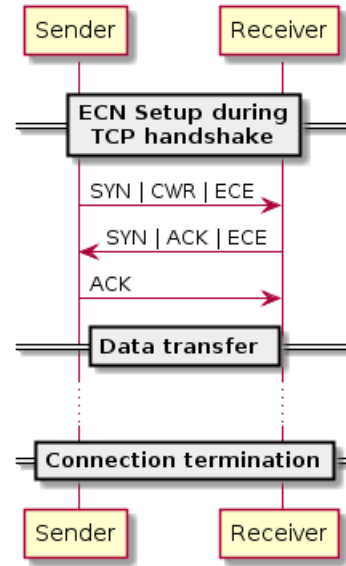 Sender Receiver
ECN Setup during
TCP handshake
SYN | CWR | ECE
SYN | ACK | ECE
ACK
Data transfer
Connection termination
Sender Receiver